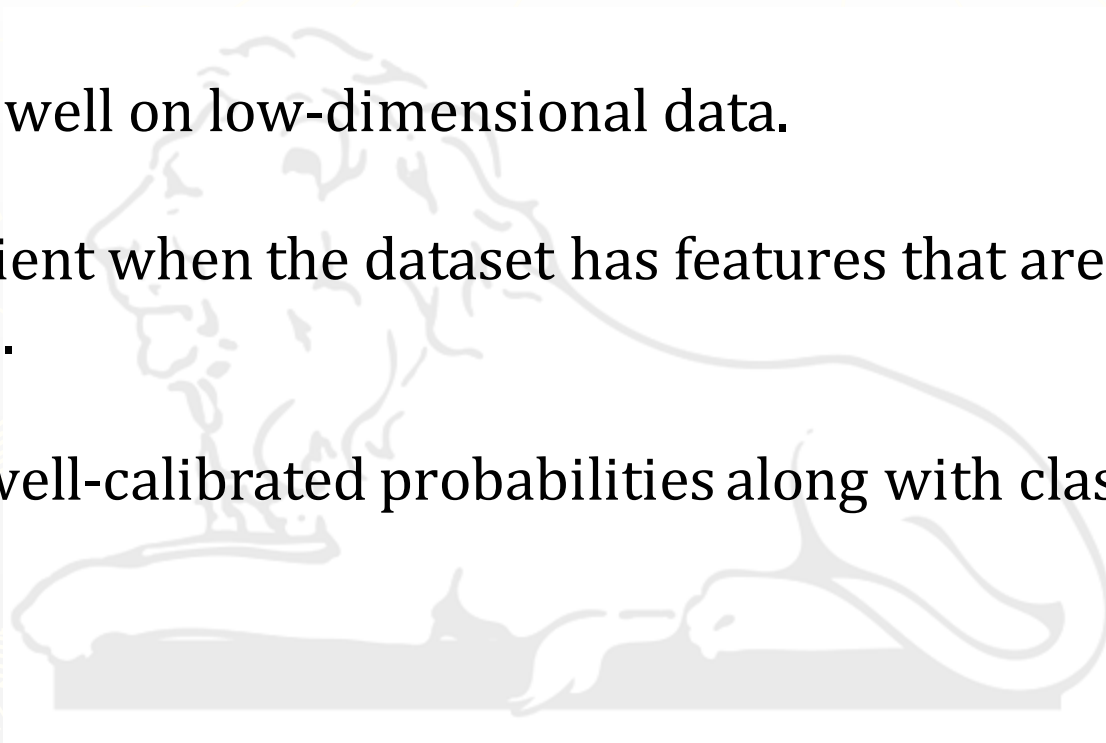 well on low-dimensional data.
ient when the dataset has features that are
.
well-calibrated probabilities along with clas